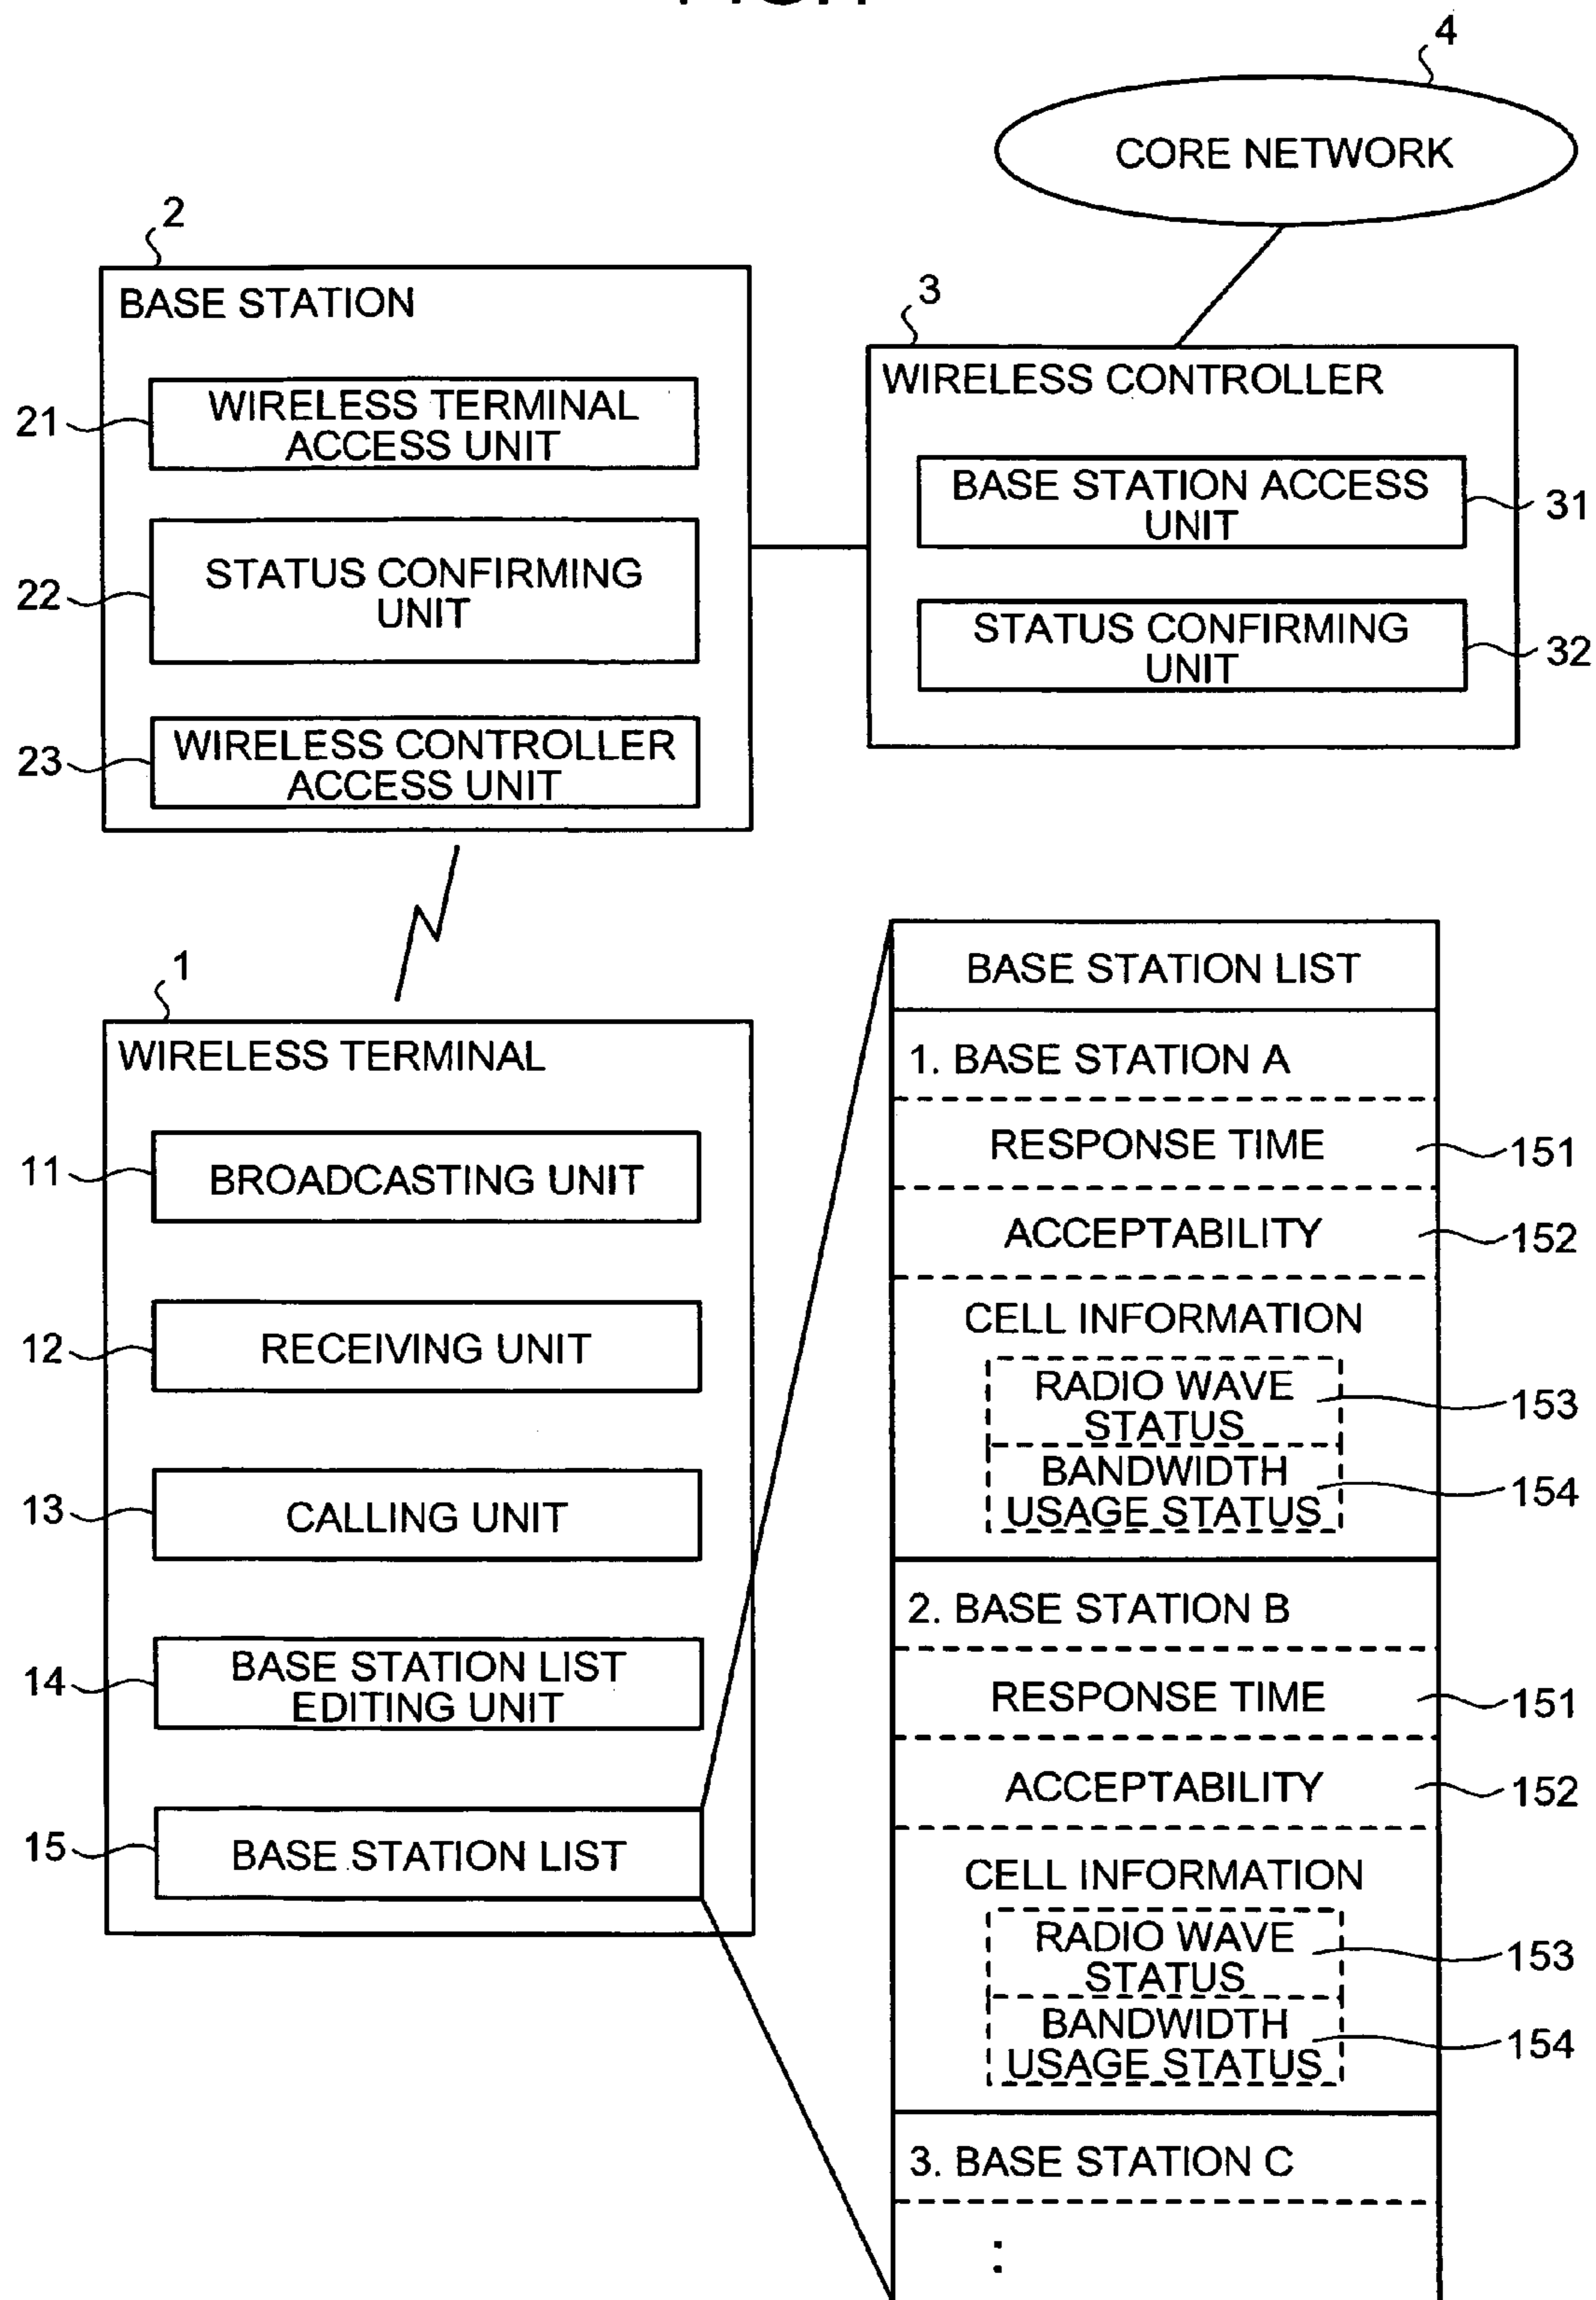 4
CORE NETWORK
2
BASE STATION
21
WIRELESS TERMINAL
ACCESS UNIT
22
STATUS CONFIRMING
UNIT
23
WIRELESS CONTROLLER
ACCESS UNIT
3
WIRELESS CONTROLLER
BASE STATION ACCESS
UNIT
31
STATUS CONFIRMING
UNIT
32
1
WIRELESS TERMINAL
11
BROADCASTING UNIT
12
RECEIVING UNIT
13
CALLING UNIT
14
BASE STATION LIST
EDITING UNIT
15
BASE STATION LIST
BASE STATION LIST
1. BASE STATION A
RESPONSE TIME
151
ACCEPTABILITY
152
CELL INFORMATION
RADIO WAVE
STATUS
153
BANDWIDTH
USAGE STATUS
154
2. BASE STATION B
RESPONSE TIME
151
ACCEPTABILITY
152
CELL INFORMATION
RADIO WAVE
STATUS
153
BANDWIDTH
USAGE STATUS
154
3. BASE STATION C
: